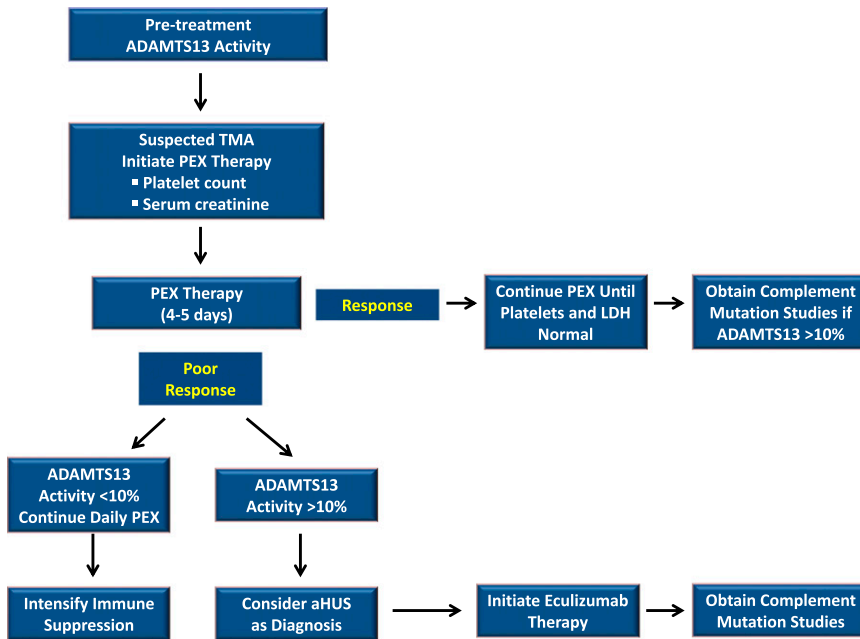 Pre-treatment
ADAMTS13 Activity
Suspected TMA
Initiate PEX Therapy
▪ Platelet count
▪ Serum creatinine
PEX Therapy
(4-5 days)
Response
Continue PEX Until
Platelets and LDH
Normal
Obtain Complement
Mutation Studies if
ADAMTS13 >10%
Poor
Response
ADAMTS13
Activity <10%
Continue Daily PEX
ADAMTS13
Activity >10%
Intensify Immune
Suppression
Consider aHUS
as Diagnosis
Initiate Eculizumab
Therapy
Obtain Complement
Mutation Studies